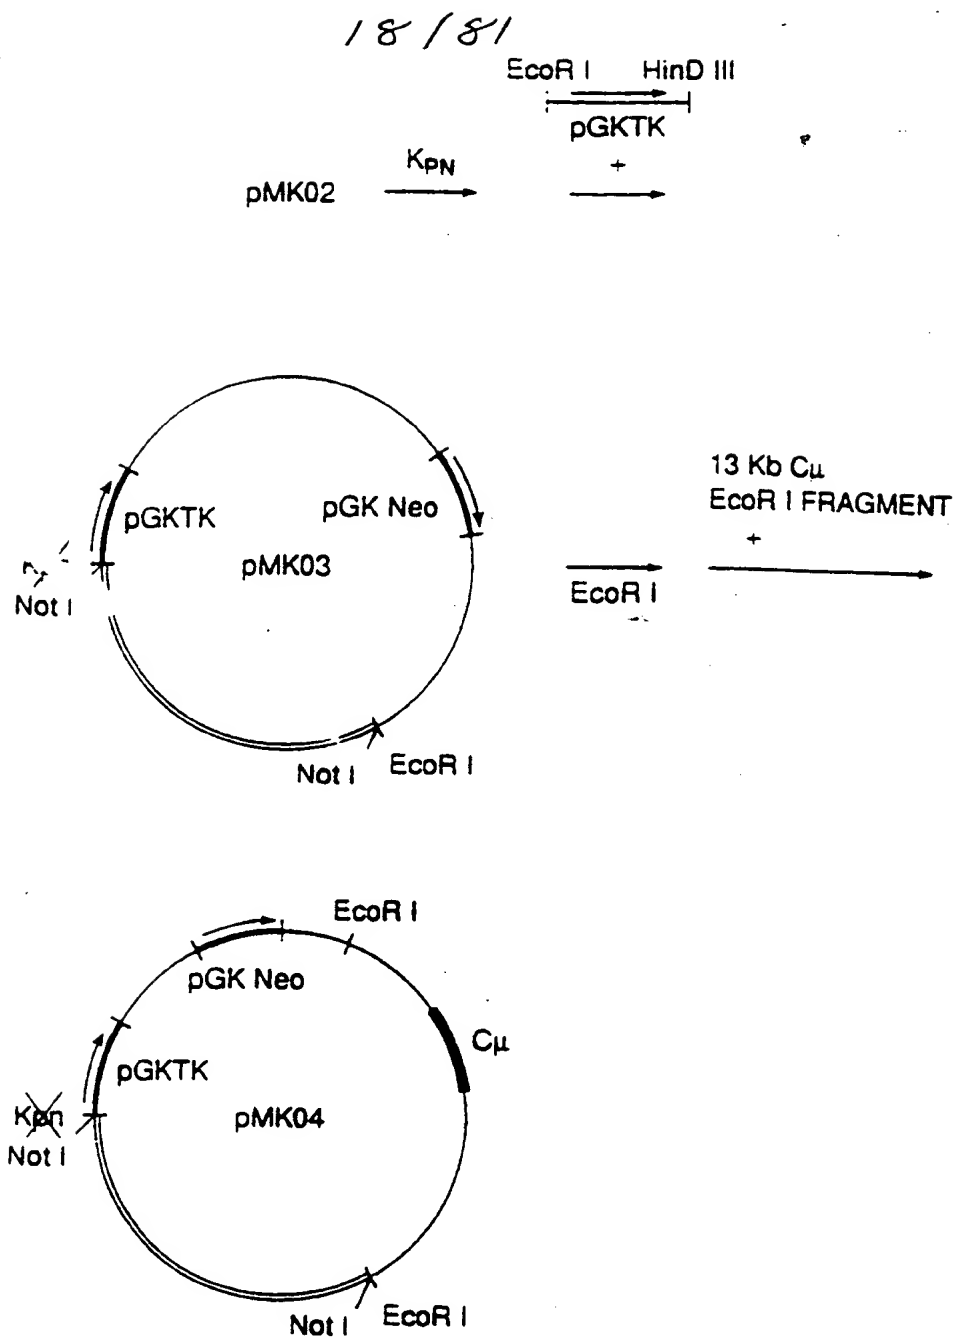 18/81
EcoR I HinD III
pGKTK
+
pMK02
KPN
pGKTK
pGK Neo
pMK03
Not I
Not I
EcoR I
EcoR I
13 Kb Cμ
EcoR I FRAGMENT
+
EcoR I
pGK Neo
Cμ
pGKTK
Kpn
Not I
pMK04
Not I
EcoR I